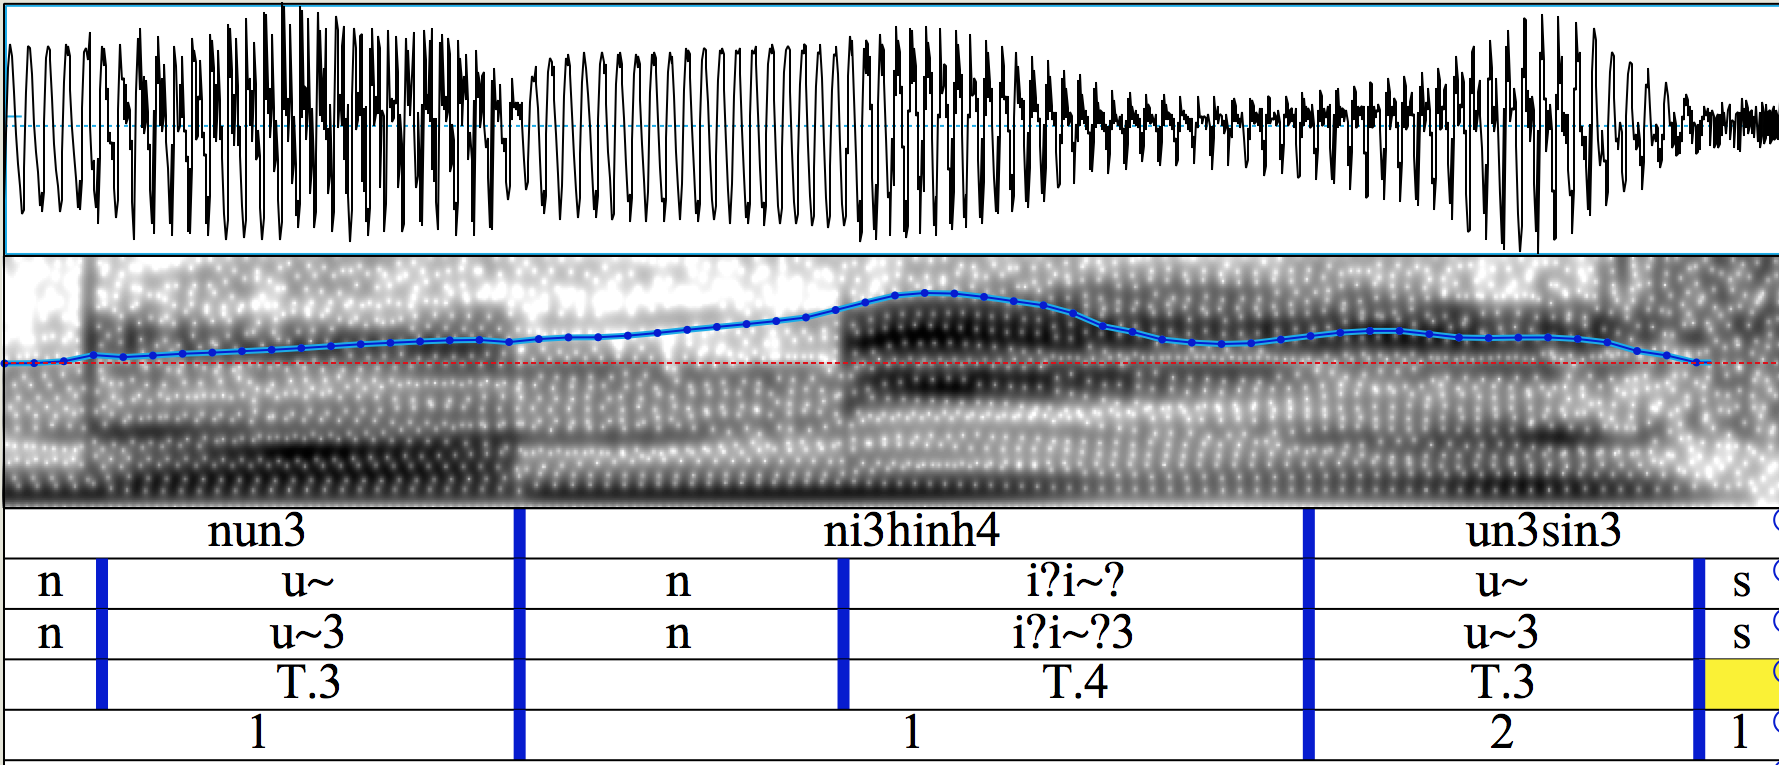 nun3 ni3hinh4 un3sin3
n u~ n i?i~? u~ s
n u~3 n i?i~?3 u~3 s
T.3 T.4 T.3
1 1 2 1